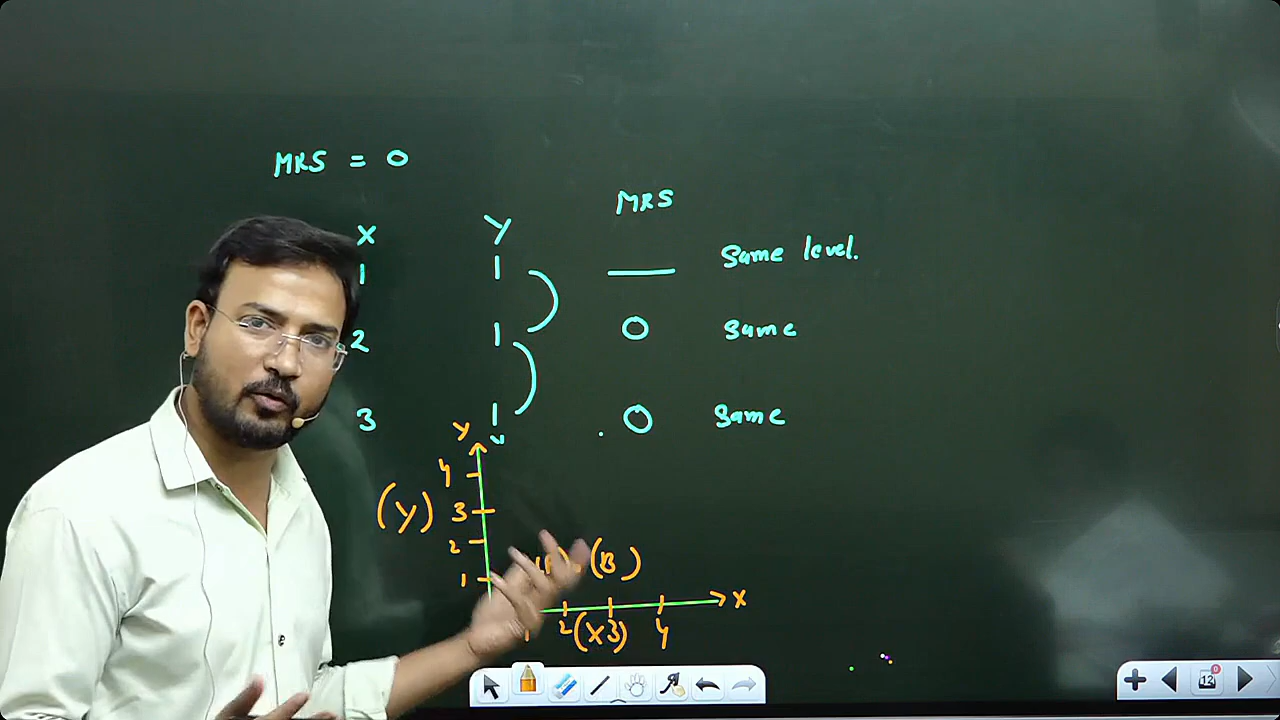 MRS = 0
MRS
X Y
1 1 Same level.
2 1 0 Same
3 1 0 Same
Y
4
(Y) 3
2 (B)
1
X
2 (X3) 4
12